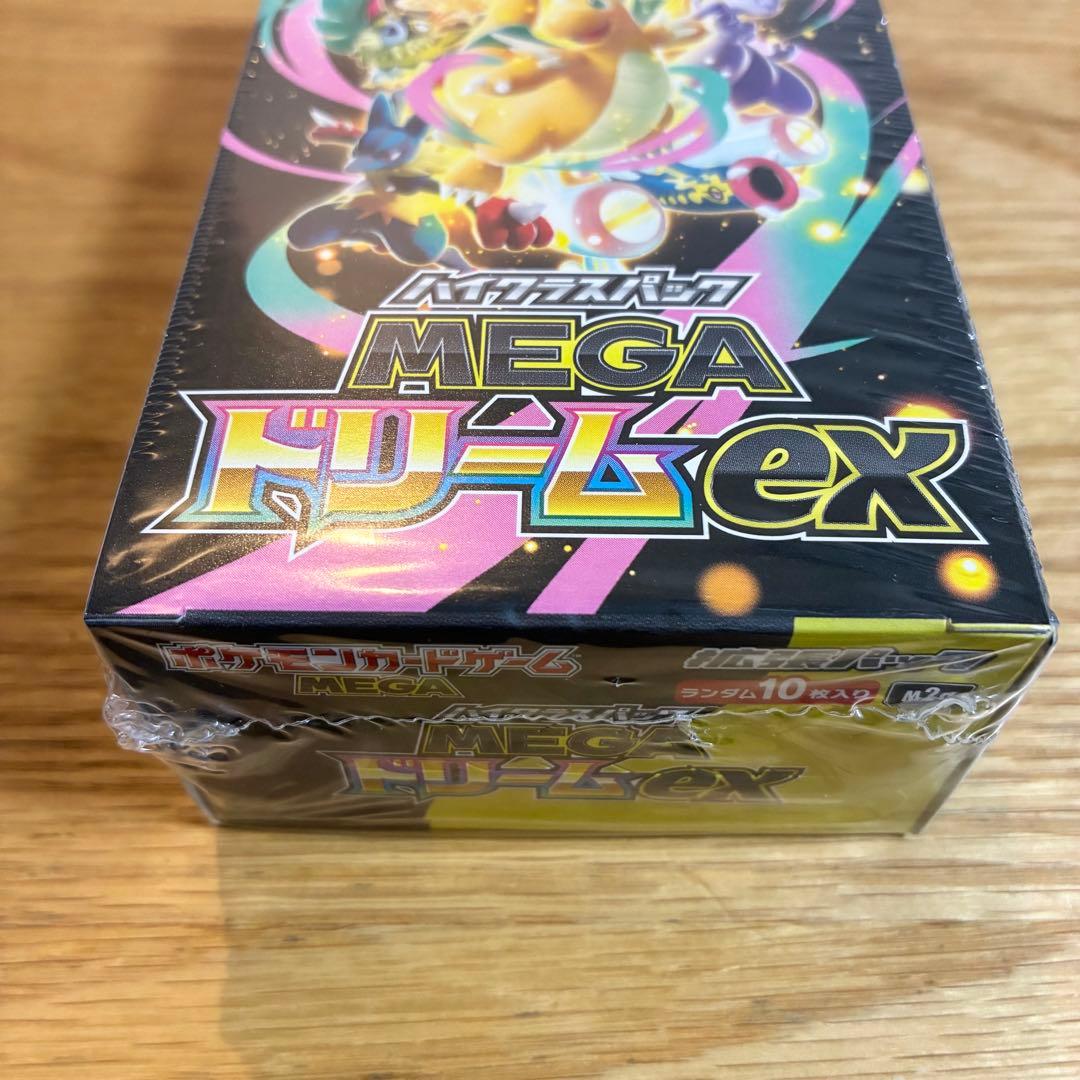 ハイクラスパック
MEGA
ドリームex
ポケモンカードゲーム
MEGA
拡張パック
ランダム10枚入り
ハイクラスパック
MEGA
ドリームex